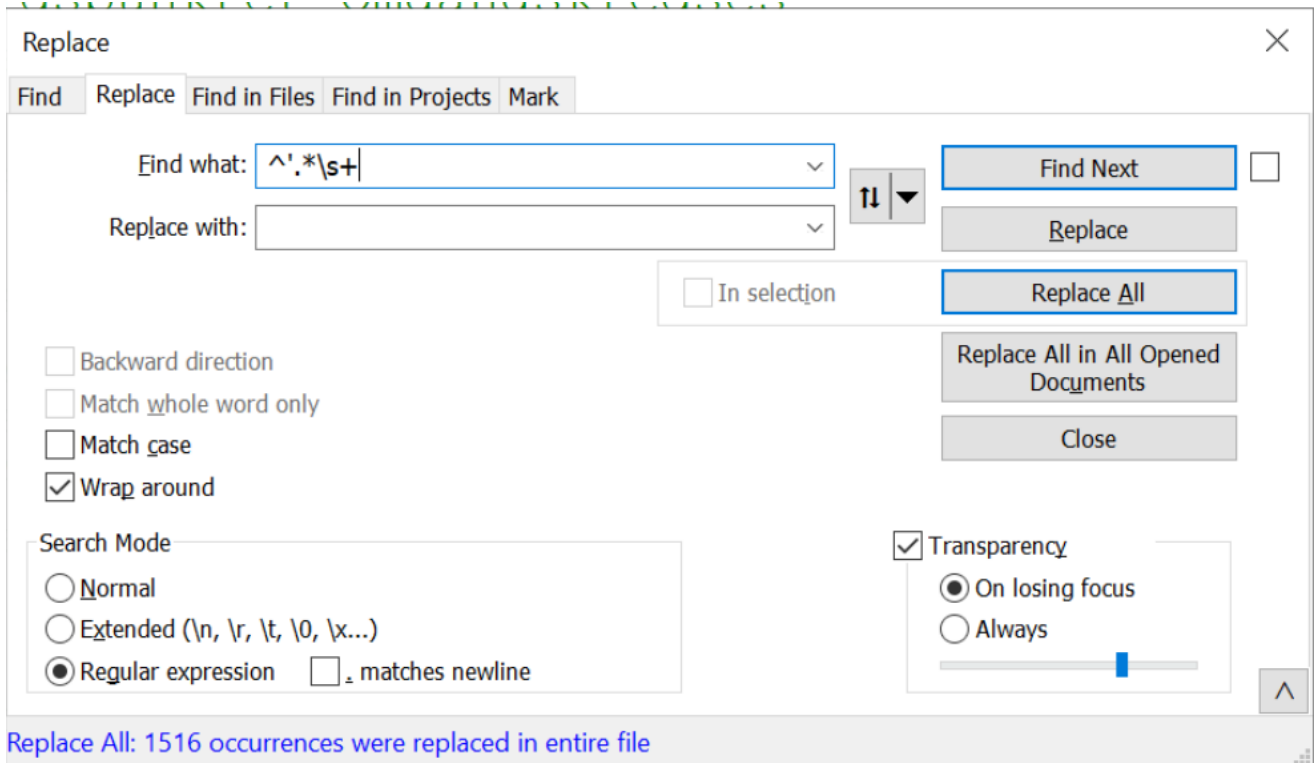 Replace
Find Replace Find in Files Find in Projects Mark
Find what: ^'.*\s+
Find Next
Replace with:
Replace
In selection
Replace All
Backward direction
Replace All in All Opened
Documents
Match whole word only
Match case
Close
Wrap around
Search Mode
Transparency
Normal
On losing focus
Extended (\n, \r, \t, \0, \x...)
Always
Regular expression
. matches newline
Replace All: 1516 occurrences were replaced in entire file